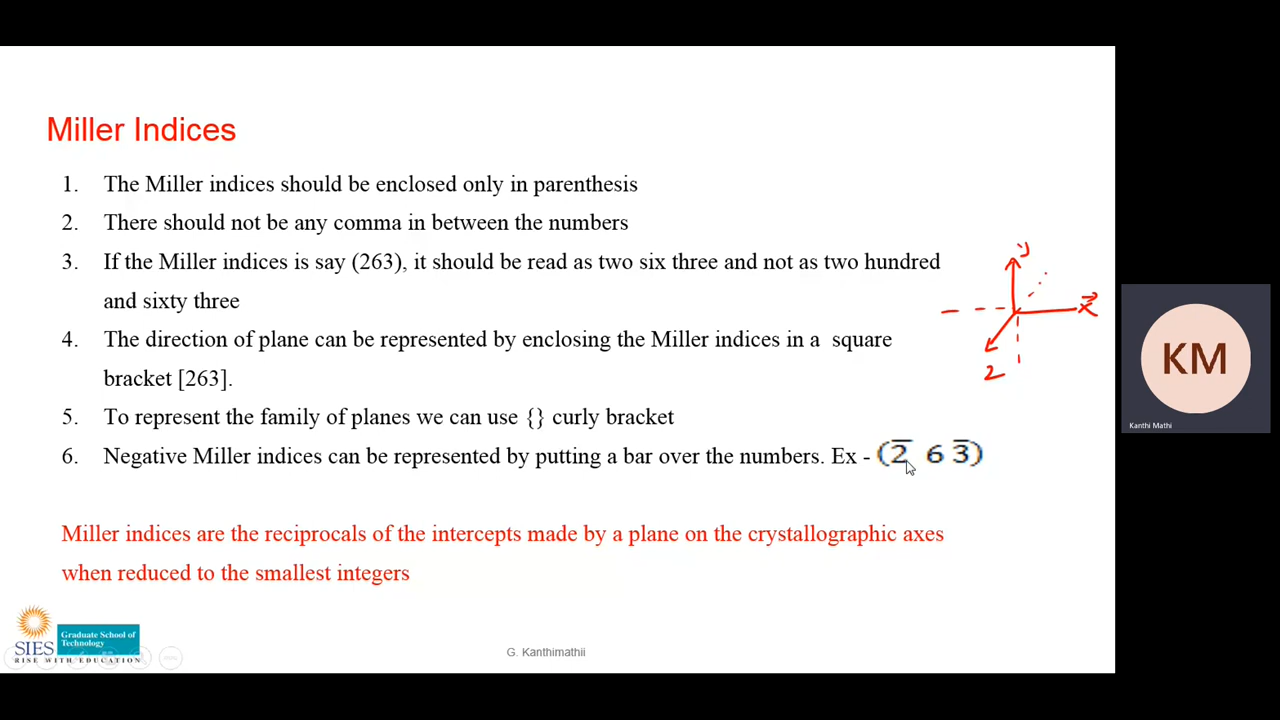 Miller Indices
1. The Miller indices should be enclosed only in parenthesis
2. There should not be any comma in between the numbers
3. If the Miller indices is say (263), it should be read as two six three and not as two hundred
and sixty three
4. The direction of plane can be represented by enclosing the Miller indices in a square
bracket [263].
5. To represent the family of planes we can use {} curly bracket
6. Negative Miller indices can be represented by putting a bar over the numbers. Ex - (2̅ 6 3̅)
Miller indices are the reciprocals of the intercepts made by a plane on the crystallographic axes
when reduced to the smallest integers
y
x
z
KM
Kanthi Mathi
SIES
Graduate School of
Technology
RISE WITH EDUCATION
G. Kanthimathii